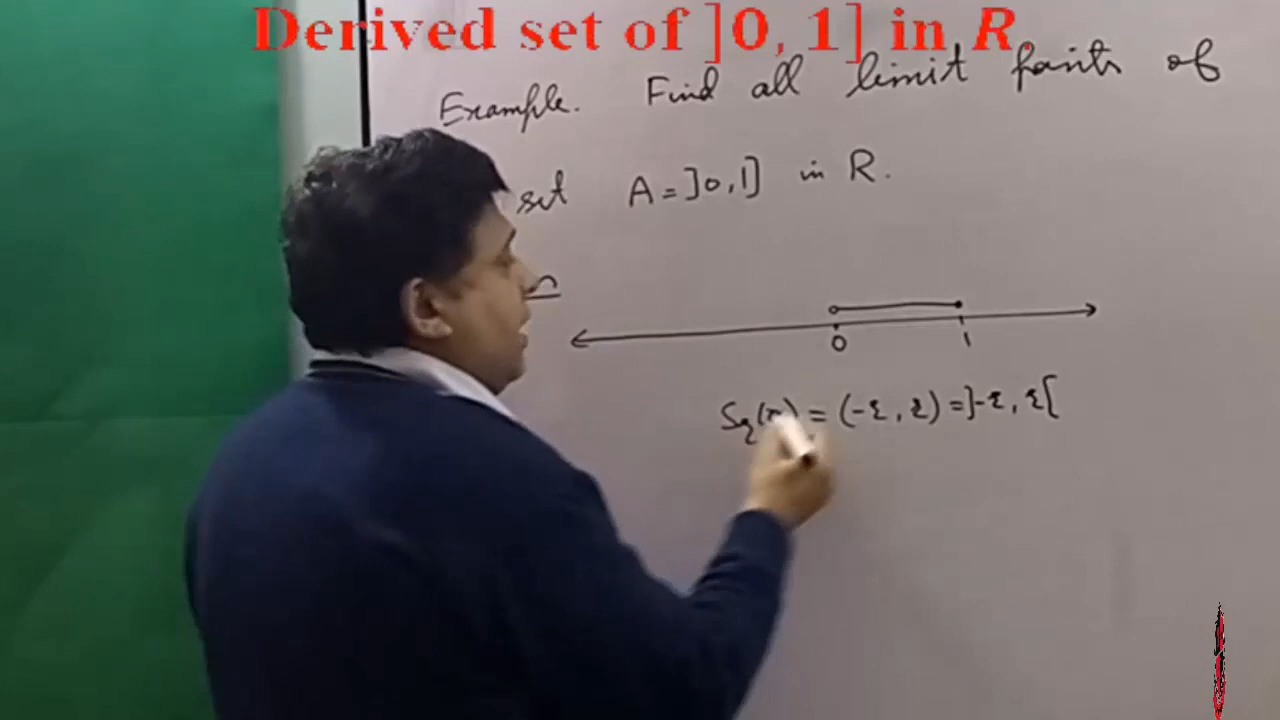 Derived set of ]0, 1] in R.
Example. Find all limit points of
set A = ]0,1] in R.
0 1
= (-ε, ε) = ]-ε, ε[